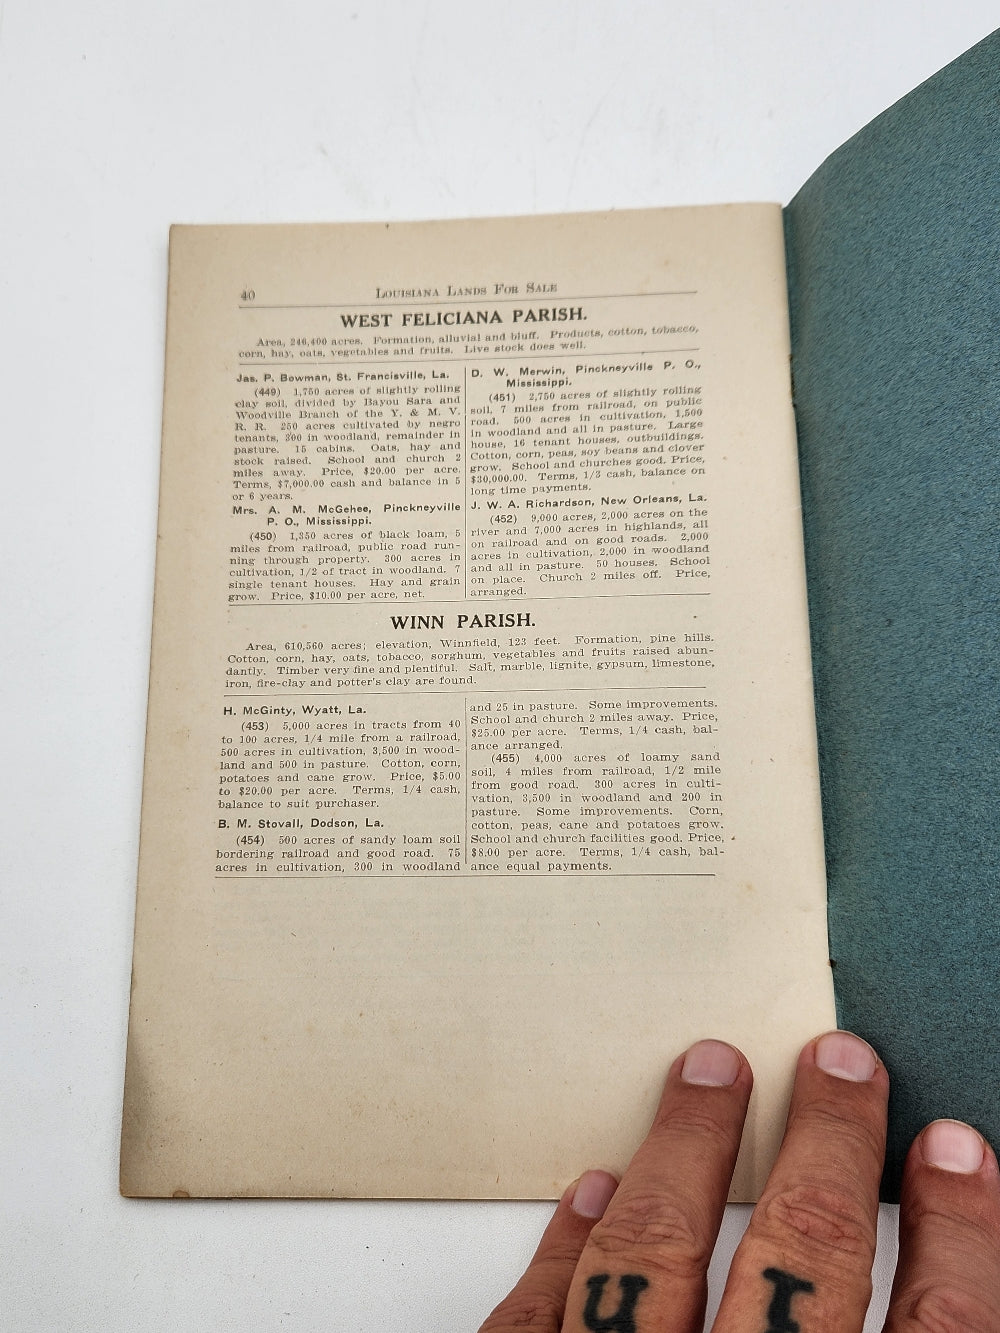 40
LOUISIANA LANDS FOR SALE
WEST FELICIANA PARISH.
Area, 246,400 acres. Formation, alluvial and bluff. Products, cotton, tobacco,
corn, hay, oats, vegetables and fruits. Live stock does well.
Jas. P. Bowman, St. Francisville, La.
(449) 1,750 acres of slightly rolling
clay soil, divided by Bayou Sara and
Woodville Branch of the Y. & M. V.
R. R. 250 acres cultivated by negro
tenants, 300 in woodland, remainder in
pasture. 15 cabins. Oats, hay and
stock raised. School and church 2
miles away. Price, $20.00 per acre.
Terms, $7,000.00 cash and balance in 5
or 6 years.
Mrs. A. M. McGehee, Pinckneyville
P. O., Mississippi.
(450) 1,350 acres of black loam, 5
miles from railroad, public road run-
ning through property. 300 acres in
cultivation, 1/2 of tract in woodland. 7
single tenant houses. Hay and grain
grow. Price, $10.00 per acre, net.
D. W. Merwin, Pinckneyville P. O.,
Mississippi.
(451) 2,750 acres of slightly rolling
soil, 7 miles from railroad, on public
road. 500 acres in cultivation, 1,500
in woodland and all in pasture. Large
house, 16 tenant houses, outbuildings.
Cotton, corn, peas, soy beans and clover
grow. School and churches good. Price,
$30,000.00. Terms, 1/3 cash, balance on
long time payments.
J. W. A. Richardson, New Orleans, La.
(452) 9,000 acres, 2,000 acres on the
river and 7,000 acres in highlands, all
on railroad and on good roads. 2,000
acres in cultivation, 2,000 in woodland
and all in pasture. 50 houses. School
on place. Church 2 miles off. Price,
arranged.
WINN PARISH.
Area, 610,560 acres; elevation, Winnfield, 123 feet. Formation, pine hills.
Cotton, corn, hay, oats, tobacco, sorghum, vegetables and fruits raised abun-
dantly. Timber very fine and plentiful. Salt, marble, lignite, gypsum, limestone,
iron, fire-clay and potter's clay are found.
H. McGinty, Wyatt, La.
(453) 5,000 acres in tracts from 40
to 100 acres, 1/4 mile from a railroad,
500 acres in cultivation, 3,500 in wood-
land and 500 in pasture. Cotton, corn,
potatoes and cane grow. Price, $5.00
to $20.00 per acre. Terms, 1/4 cash,
balance to suit purchaser.
B. M. Stovall, Dodson, La.
(454) 500 acres of sandy loam soil
bordering railroad and good road. 75
acres in cultivation, 300 in woodland
and 25 in pasture. Some improvements.
School and church 2 miles away. Price,
$25.00 per acre. Terms, 1/4 cash, bal-
ance arranged.
(455) 4,000 acres of loamy sand
soil, 4 miles from railroad, 1/2 mile
from good road. 300 acres in culti-
vation, 3,500 in woodland and 200 in
pasture. Some improvements. Corn,
cotton, peas, cane and potatoes grow.
School and church facilities good. Price,
$8.00 per acre. Terms, 1/4 cash, bal-
ance equal payments.